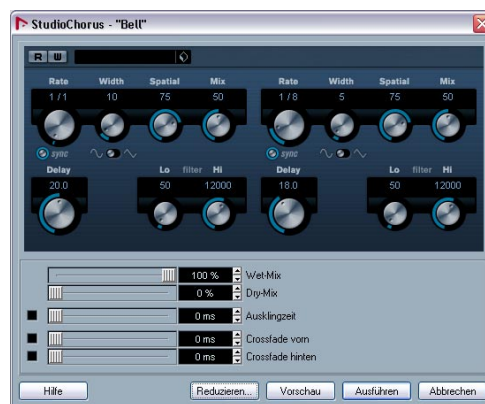 StudioChorus - "Bell"
R W
Rate Width Spatial Mix Rate Width Spatial Mix
1 / 1 10 75 50 1 / 8 5 75 50
sync sync
Delay Lo filter Hi Delay Lo filter Hi
20.0 50 12000 18.0 50 12000
100 % Wet-Mix
0 % Dry-Mix
0 ms Ausklingzeit
0 ms Crossfade vorn
0 ms Crossfade hinten
Hilfe Reduzieren... Vorschau Ausführen Abbrechen